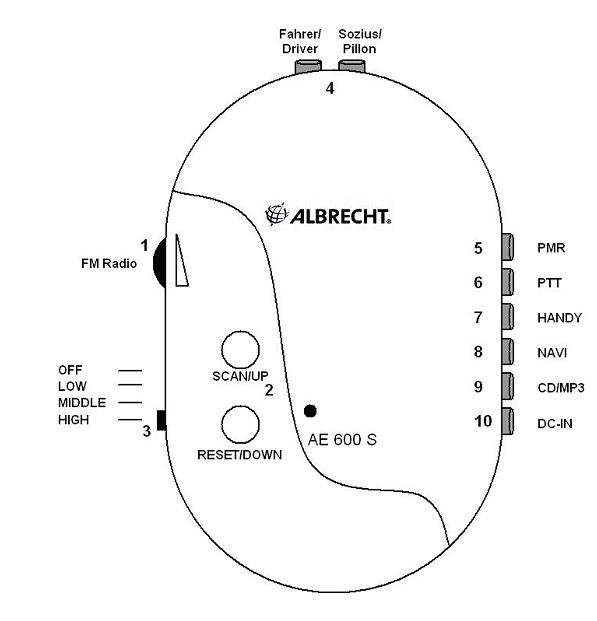 Fahrer/ Sozius/
Driver Pillon
4
ALBRECHT®
1
FM Radio
5 PMR
6 PTT
7 HANDY
8 NAVI
9 CD/MP3
10 DC-IN
SCAN/UP
2
OFF
LOW
MIDDLE
HIGH
3
RESET/DOWN
AE 600 S